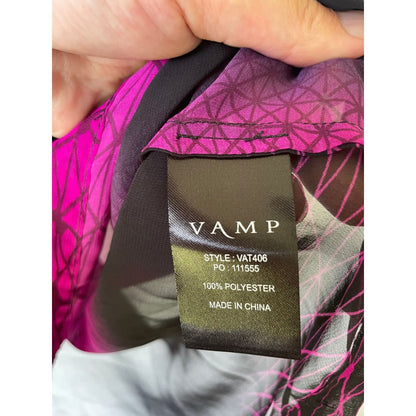 VAMP
STYLE : VAT406
PO : 111555
100% POLYESTER
MADE IN CHINA